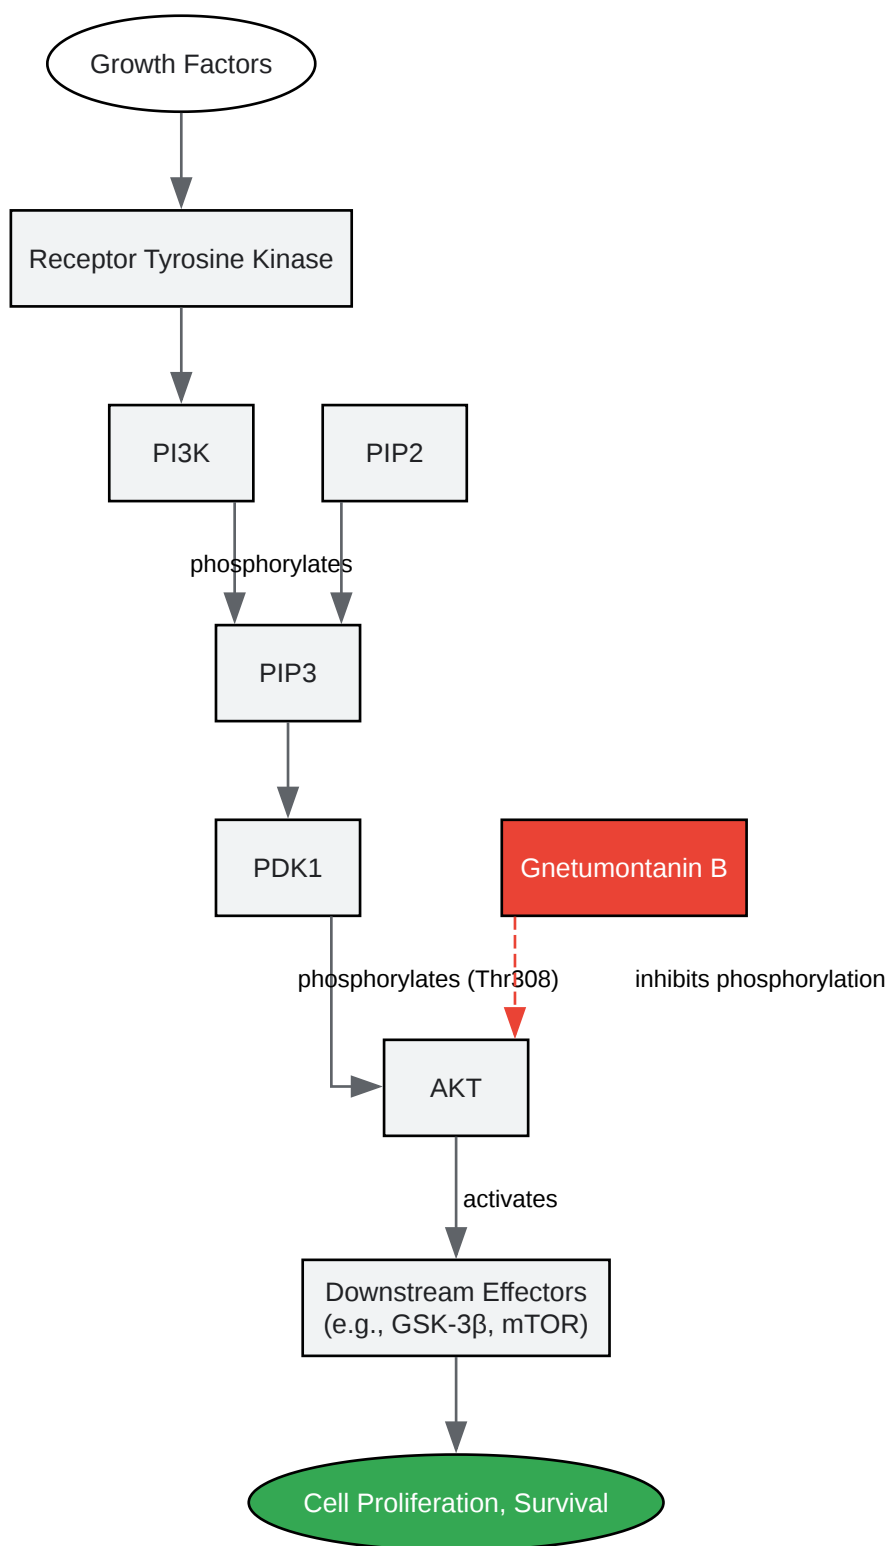 Growth Factors
Receptor Tyrosine Kinase
PI3K
PIP2
phosphorylates
PIP3
PDK1
Gnetumontanin B
phosphorylates (Thr308)
inhibits phosphorylation
AKT
activates
Downstream Effectors
(e.g., GSK-3β, mTOR)
Cell Proliferation, Survival